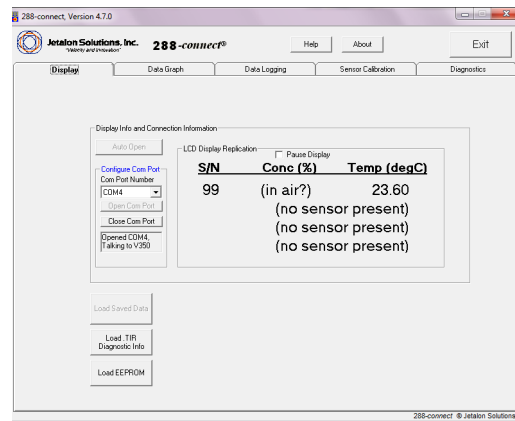 288-connect, Version 4.7.0
Jetalon Solutions, Inc.
"Velocity and Innovation"
288-connect®
Help
About
Exit
Display
Data Graph
Data Logging
Sensor Calibration
Diagnostics
Display Info and Connection Information
Auto Open
Configure Com Port
Com Port Number
COM4
Open Com Port
Close Com Port
Opened COM4,
Talking to V350
LCD Display Replication
Pause Display
S/N Conc (%) Temp (degC)
99 (in air?) 23.60
(no sensor present)
(no sensor present)
(no sensor present)
Load Saved Data
Load .TIR
Diagnostic Info
Load EEPROM
288-connect ® Jetalon Solutions